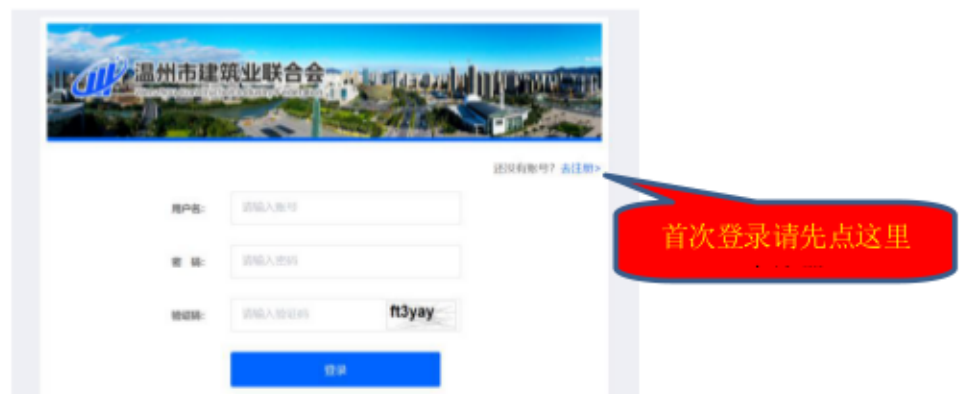 温州市建筑业联合会
还没有账号？去注册>
用户名：
请输入账号
密 码：
请输入密码
验证码：
请输入验证码
ft3yay
登录
首次登录请先点这里